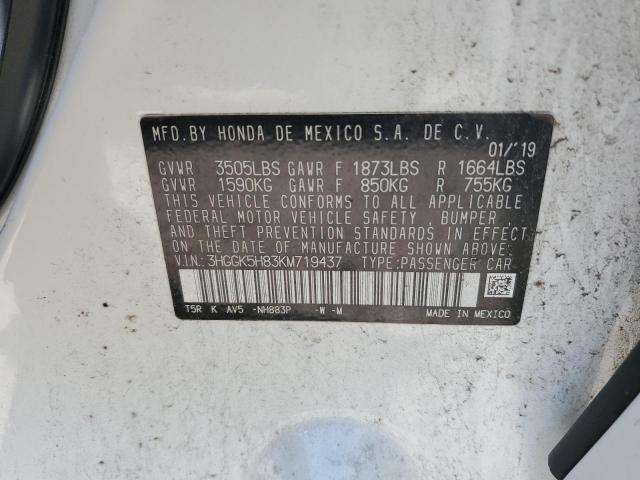 MFD.BY HONDA DE MEXICO S.A. DE C.V.
01/'19
GVWR 3505LBS GAWR F 1873LBS R 1664LBS
GVWR 1590KG GAWR F 850KG R 755KG
THIS VEHICLE CONFORMS TO ALL APPLICABLE
FEDERAL MOTOR VEHICLE SAFETY BUMPER
AND THEFT PREVENTION STANDARDS IN EFFECT
ON THE DATE OF MANUFACTURE SHOWN ABOVE.
V.IN.: 3HGGK5H83KM719437 TYPE:PASSENGER CAR
T5R K AV5 -NH883P -W -M MADE IN MEXICO